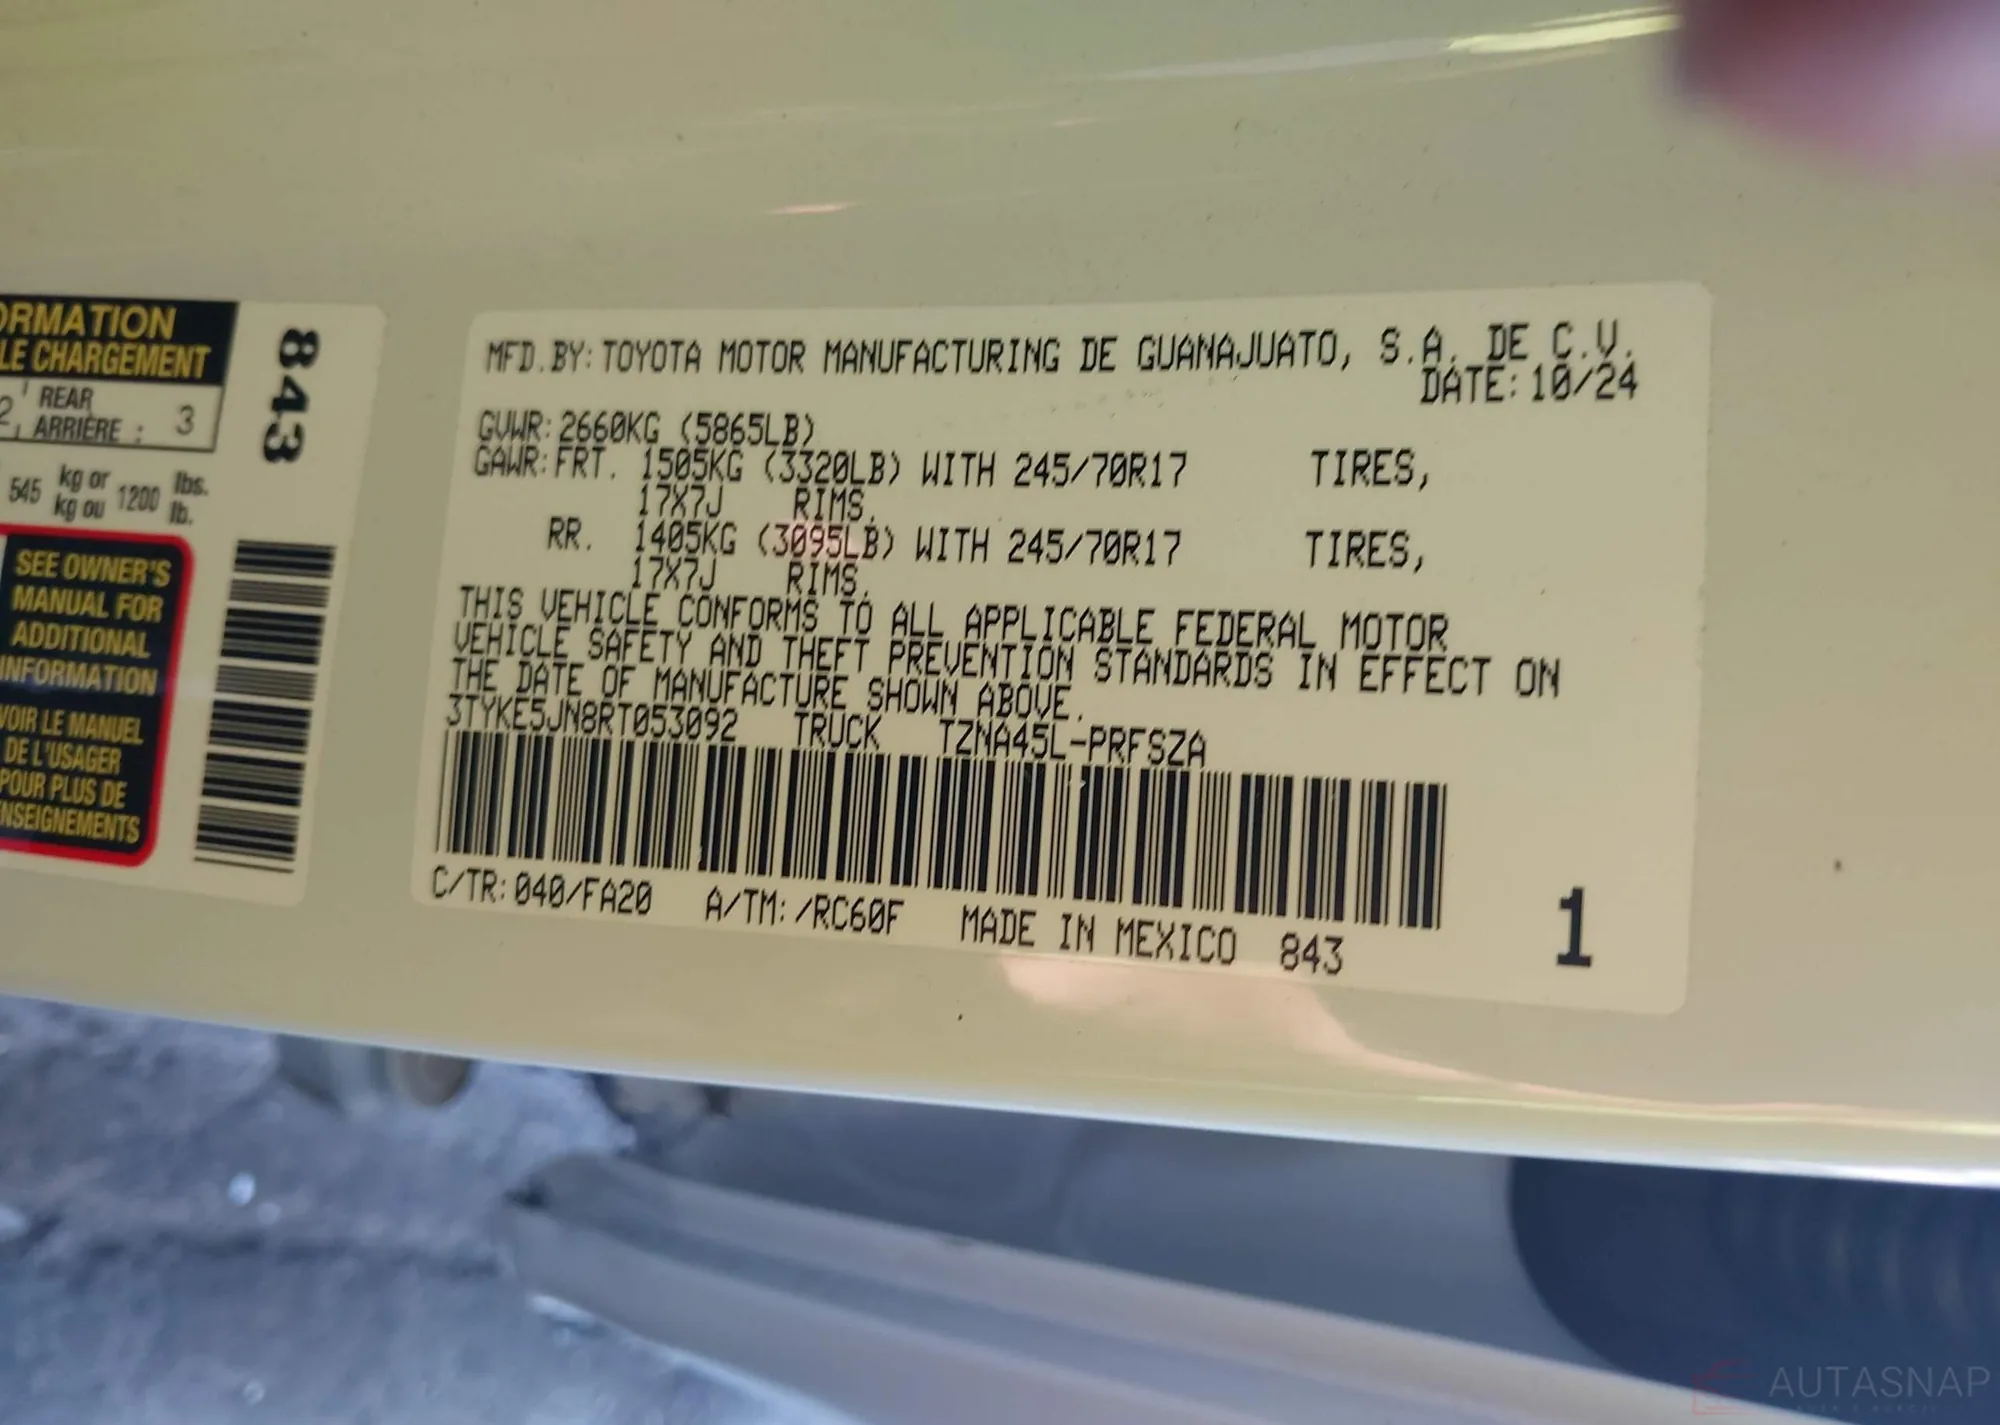 ORMATION
LE CHARGEMENT
REAR
2, ARRIÈRE : 3
545 kg or 1200 lbs.
kg ou lb.
SEE OWNER'S
MANUAL FOR
ADDITIONAL
INFORMATION
VOIR LE MANUEL
DE L'USAGER
POUR PLUS DE
ENSEIGNEMENTS
843
MFD.BY:TOYOTA MOTOR MANUFACTURING DE GUANAJUATO, S.A. DE C.V.
DATE:10/24
GVWR:2660KG (5865LB)
GAWR:FRT. 1505KG (3320LB) WITH 245/70R17 TIRES,
17X7J RIMS,
RR. 1405KG (3095LB) WITH 245/70R17 TIRES,
17X7J RIMS.
THIS VEHICLE CONFORMS TO ALL APPLICABLE FEDERAL MOTOR
VEHICLE SAFETY AND THEFT PREVENTION STANDARDS IN EFFECT ON
THE DATE OF MANUFACTURE SHOWN ABOVE.
3TYKE5JN8RT053092 TRUCK TZNA45L-PRFSZA
C/TR:040/FA20 A/TM:/RC60F MADE IN MEXICO 843
1
AUTASNAP